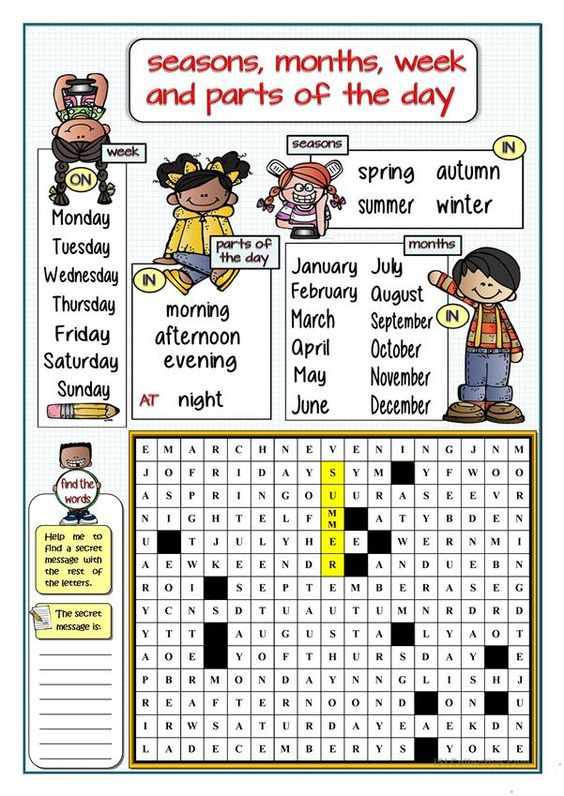 seasons, months, week
and parts of the day
week
ON
Monday
Tuesday
Wednesday
Thursday
Friday
Saturday
Sunday
parts of
the day
IN
morning
afternoon
evening
AT night
seasons
IN
spring autumn
summer winter
months
IN
January July
February August
March September
April October
May November
June December
find the
words
Help me to
find a secret
message with
the rest of
the letters.
The secret
message is:
E M A R C H N E V E N I N G J N M
J O F R I D A Y S Y M Y F W O O
A S P R I N G O U U R A S E E V R
N I G H T E L F M M A T Y B D E N
U T J U L Y H E E W E R N M I
A E W K E E N D R A N D U E B N
R O I S E P T E M B E R A S E G
Y C N S D T U A U T U M N R D R D
Y T T A U G U S T A L Y A O T
A O E Y O F T H U R S D A Y E
P B R M O N D A Y N N G L I S H J
R E A F T E R N O O N D O N U
I R W S A T U R D A Y E A E K D N
L A D E C E M B E R Y S Y O K E